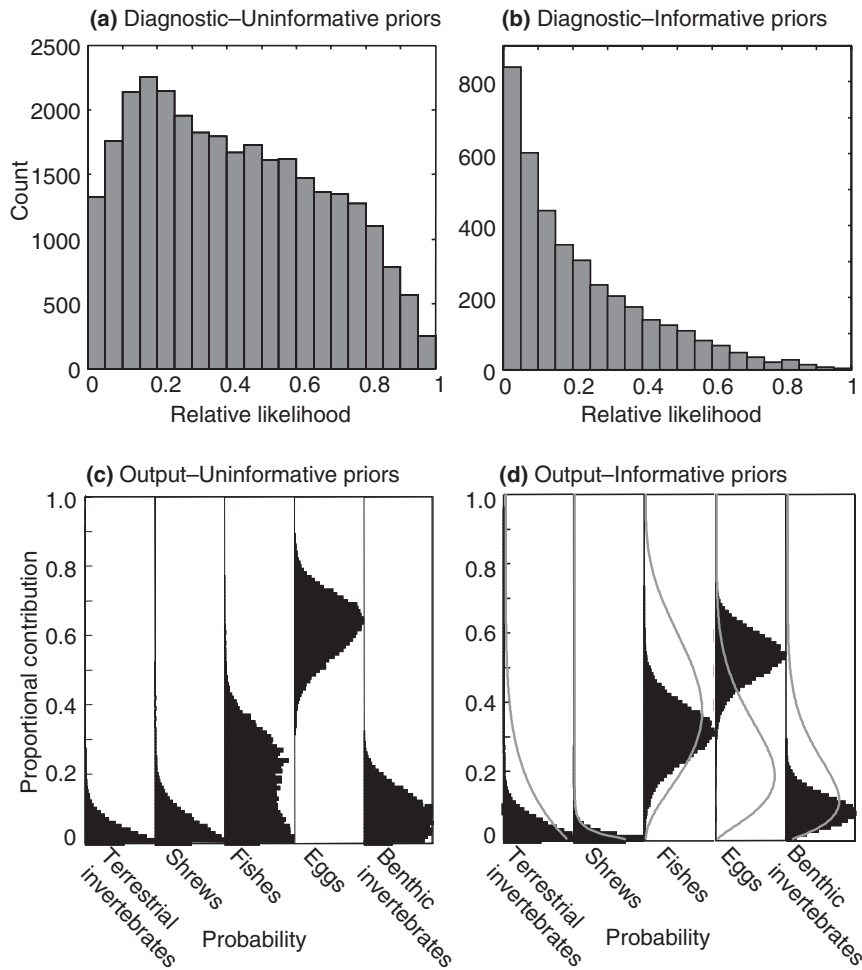 (a) Diagnostic–Uninformative priors
2500
2000
1500
1000
500
0
Count
0 0.2 0.4 0.6 0.8 1
Relative likelihood
(b) Diagnostic–Informative priors
800
600
400
200
0
0 0.2 0.4 0.6 0.8 1
Relative likelihood
(c) Output–Uninformative priors
1.0
0.8
0.6
0.4
0.2
0
Proportional contribution
Terrestrial
invertebrates
Shrews
Fishes
Eggs
Benthic
invertebrates
Probability
(d) Output–Informative priors
1.0
0.8
0.6
0.4
0.2
0
Terrestrial
invertebrates
Shrews
Fishes
Eggs
Benthic
invertebrates
Probability